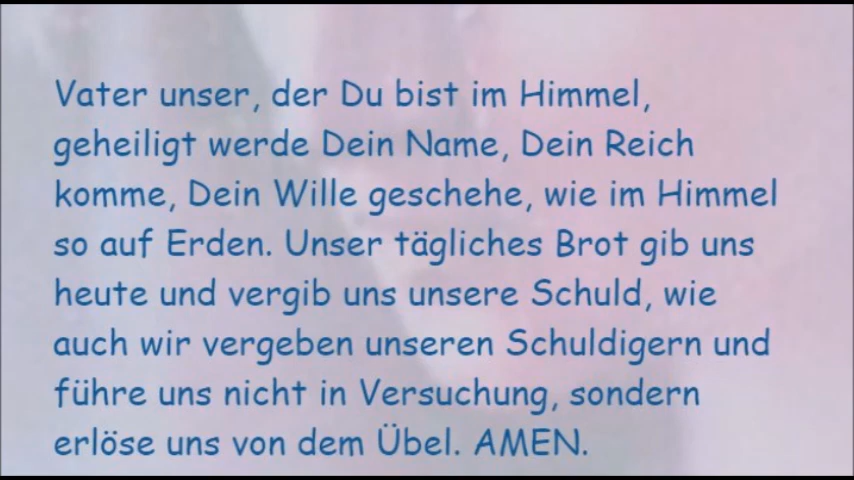 Vater unser, der Du bist im Himmel,
geheiligt werde Dein Name, Dein Reich
komme, Dein Wille geschehe, wie im Himmel
so auf Erden. Unser tägliches Brot gib uns
heute und vergib uns unsere Schuld, wie
auch wir vergeben unseren Schuldigern und
führe uns nicht in Versuchung, sondern
erlöse uns von dem Übel. AMEN.